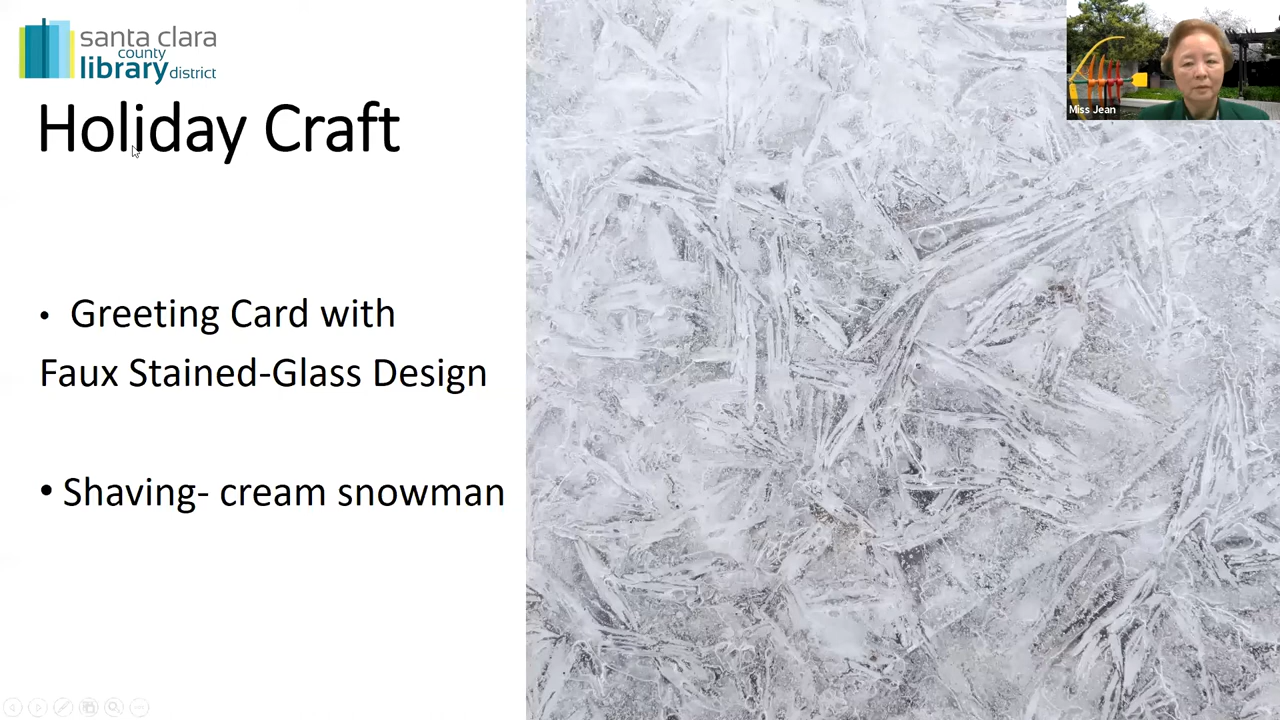 santa clara
county
library district
Holiday Craft
• Greeting Card with
Faux Stained-Glass Design
• Shaving- cream snowman
Miss Jean